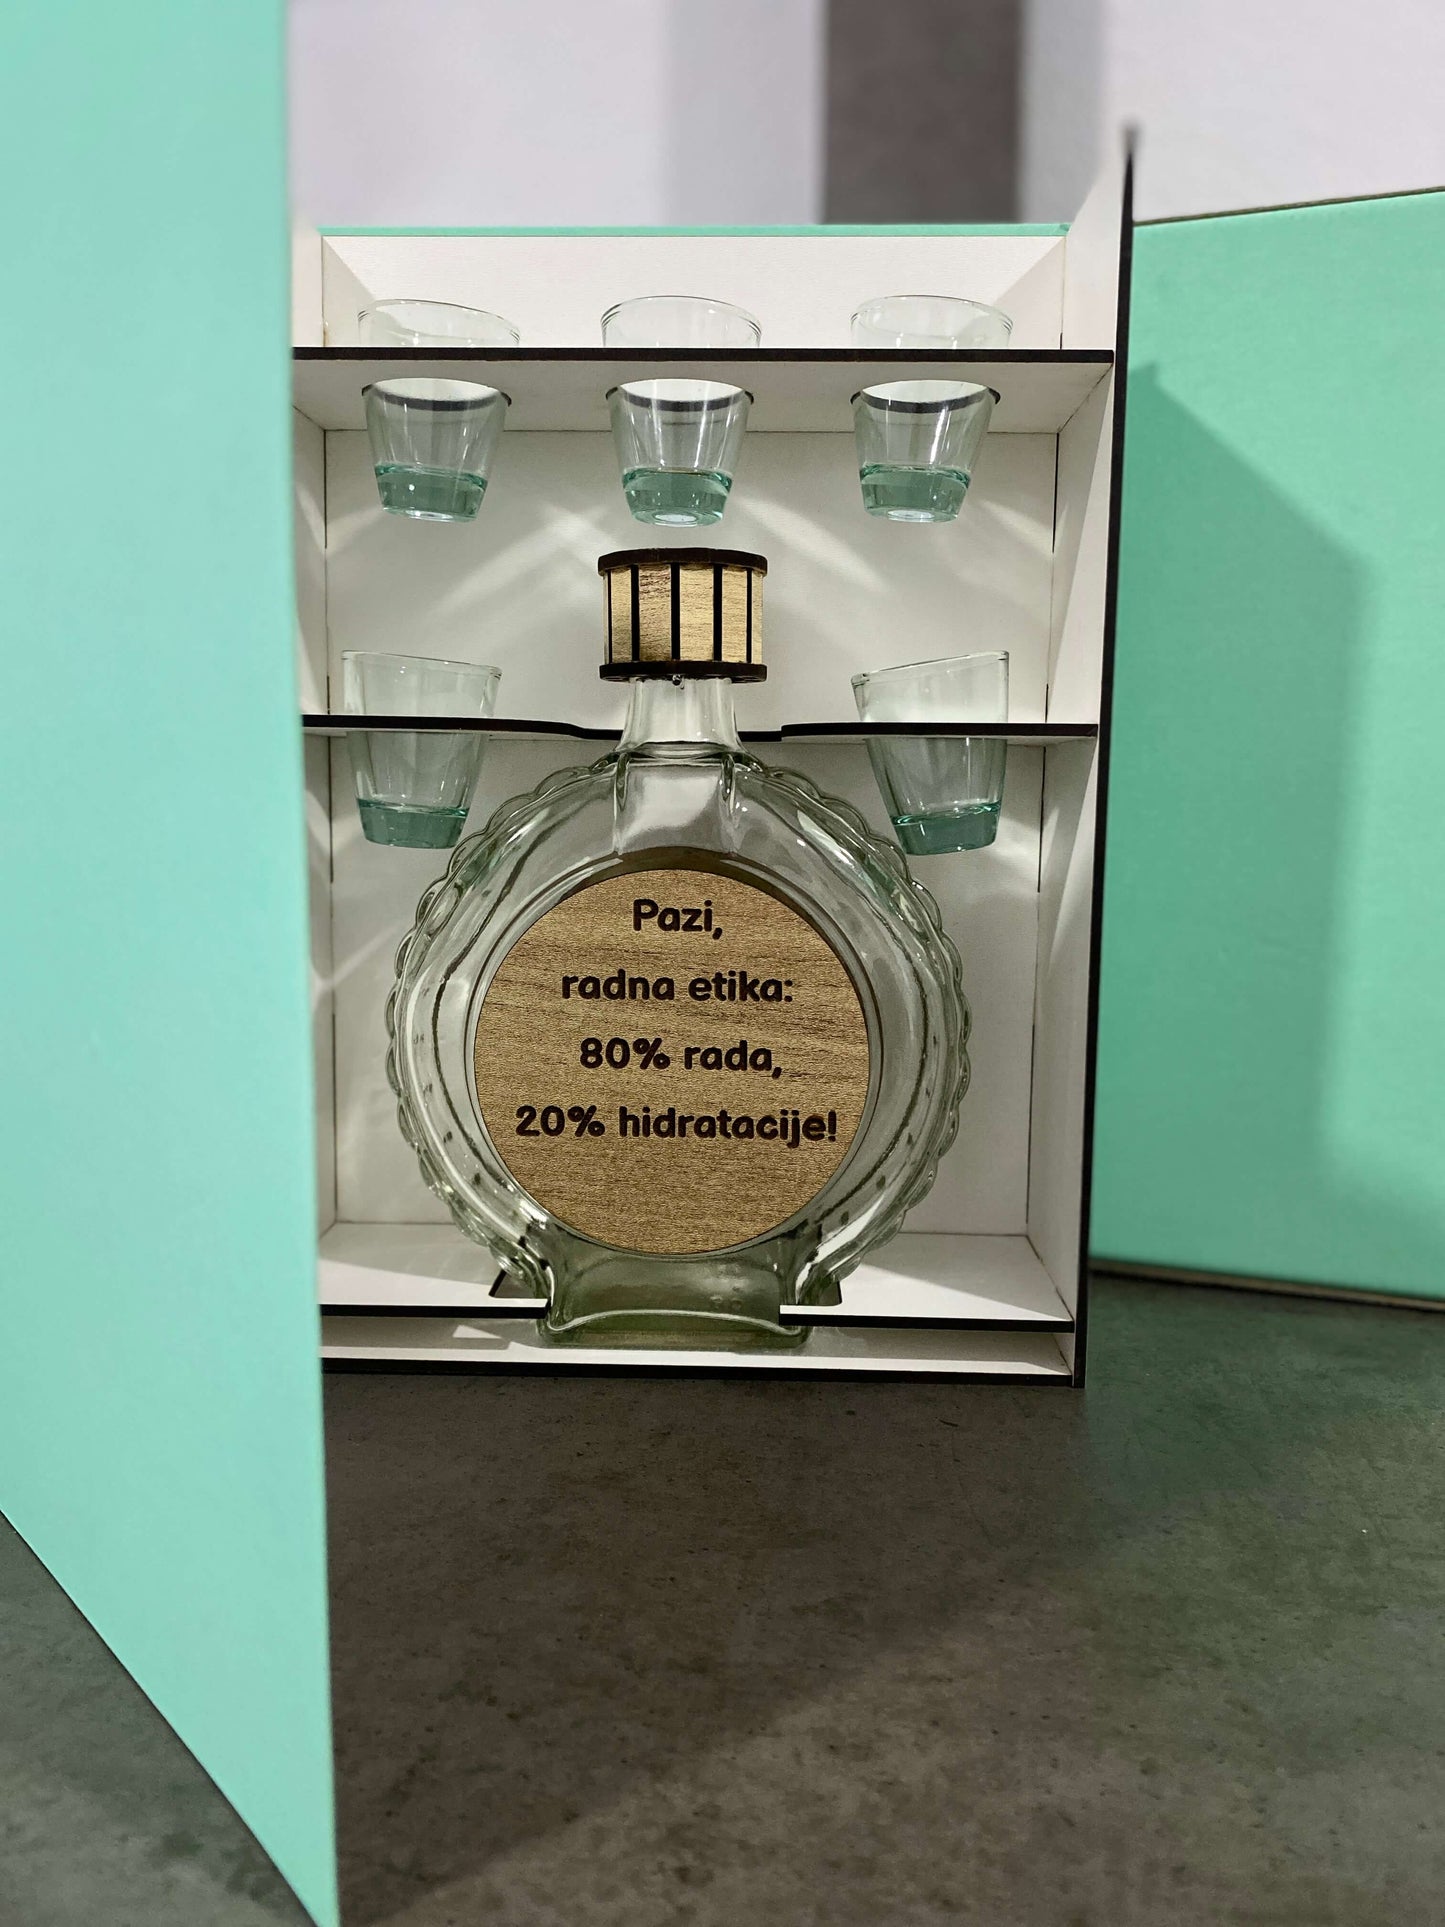 Pazi,
radna etika:
80% rada,
20% hidratacije!